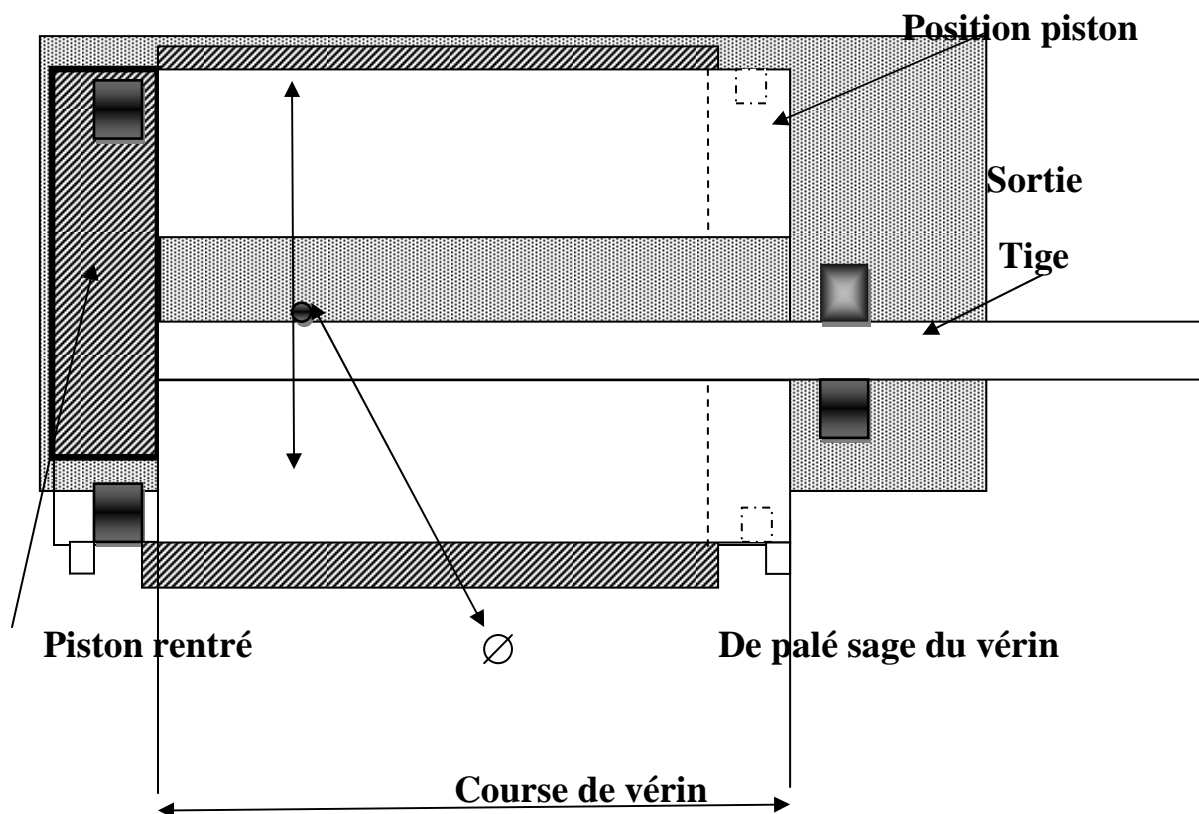 Position piston
Sortie
Tige
Piston rentré
∅
De palé sage du vérin
Course de vérin